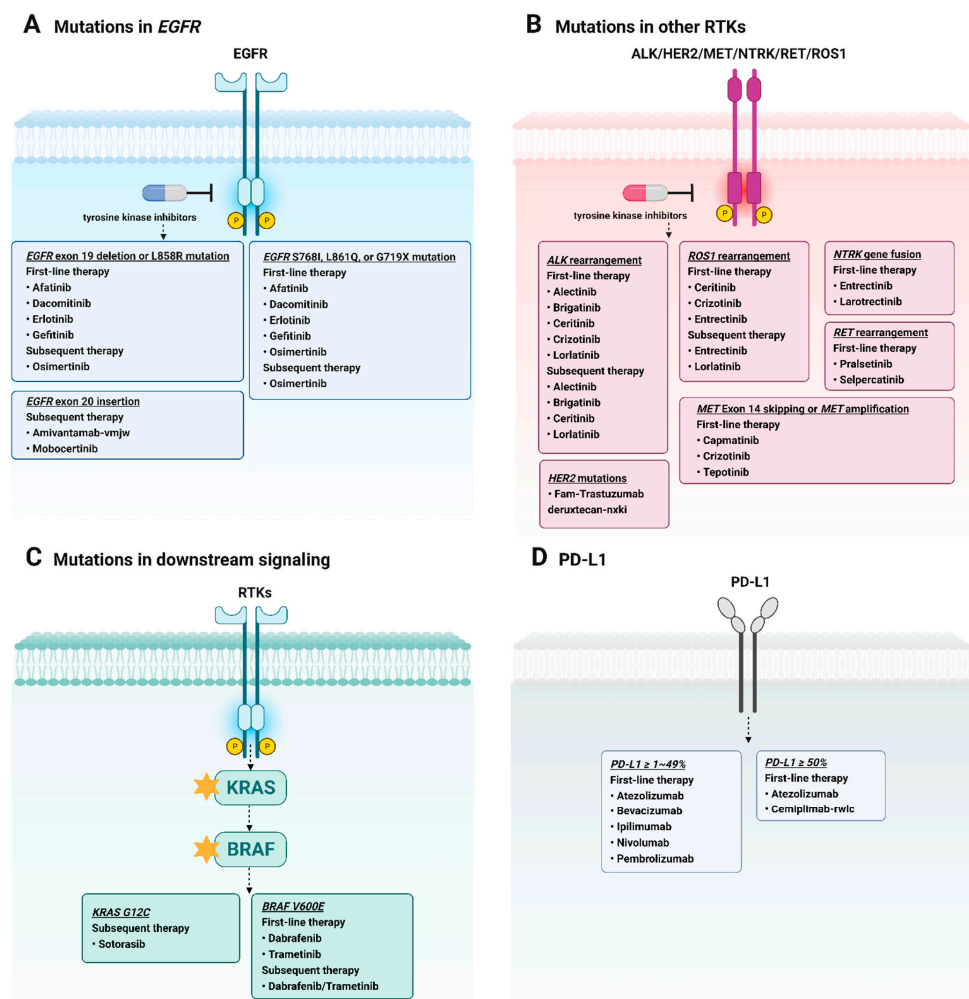 A Mutations in EGFR
EGFR
P
P
tyrosine kinase inhibitors
EGFR exon 19 deletion or L858R mutation
First-line therapy
• Afatinib
• Dacomitinib
• Erlotinib
• Gefitinib
Subsequent therapy
• Osimertinib
EGFR S768I, L861Q, or G719X mutation
First-line therapy
• Afatinib
• Dacomitinib
• Erlotinib
• Gefitinib
• Osimertinib
Subsequent therapy
• Osimertinib
EGFR exon 20 insertion
Subsequent therapy
• Amivantamab-vmjw
• Mobocertinib
B Mutations in other RTKs
ALK/HER2/MET/NTRK/RET/ROS1
P
P
tyrosine kinase inhibitors
ALK rearrangement
First-line therapy
• Alectinib
• Brigatinib
• Ceritinib
• Crizotinib
• Lorlatinib
Subsequent therapy
• Alectinib
• Brigatinib
• Ceritinib
• Lorlatinib
ROS1 rearrangement
First-line therapy
• Ceritinib
• Crizotinib
• Entrectinib
Subsequent therapy
• Entrectinib
• Lorlatinib
NTRK gene fusion
First-line therapy
• Entrectinib
• Larotrectinib
RET rearrangement
First-line therapy
• Pralsetinib
• Selpercatinib
MET Exon 14 skipping or MET amplification
First-line therapy
• Capmatinib
• Crizotinib
• Tepotinib
HER2 mutations
• Fam-Trastuzumab
deruxtecan-nxki
C Mutations in downstream signaling
RTKs
P
P
KRAS
BRAF
KRAS G12C
Subsequent therapy
• Sotorasib
BRAF V600E
First-line therapy
• Dabrafenib
• Trametinib
Subsequent therapy
• Dabrafenib/Trametinib
D PD-L1
PD-L1
PD-L1 ≥ 1~49%
First-line therapy
• Atezolizumab
• Bevacizumab
• Ipilimumab
• Nivolumab
• Pembrolizumab
PD-L1 ≥ 50%
First-line therapy
• Atezolizumab
• Cemiplimab-rwlc